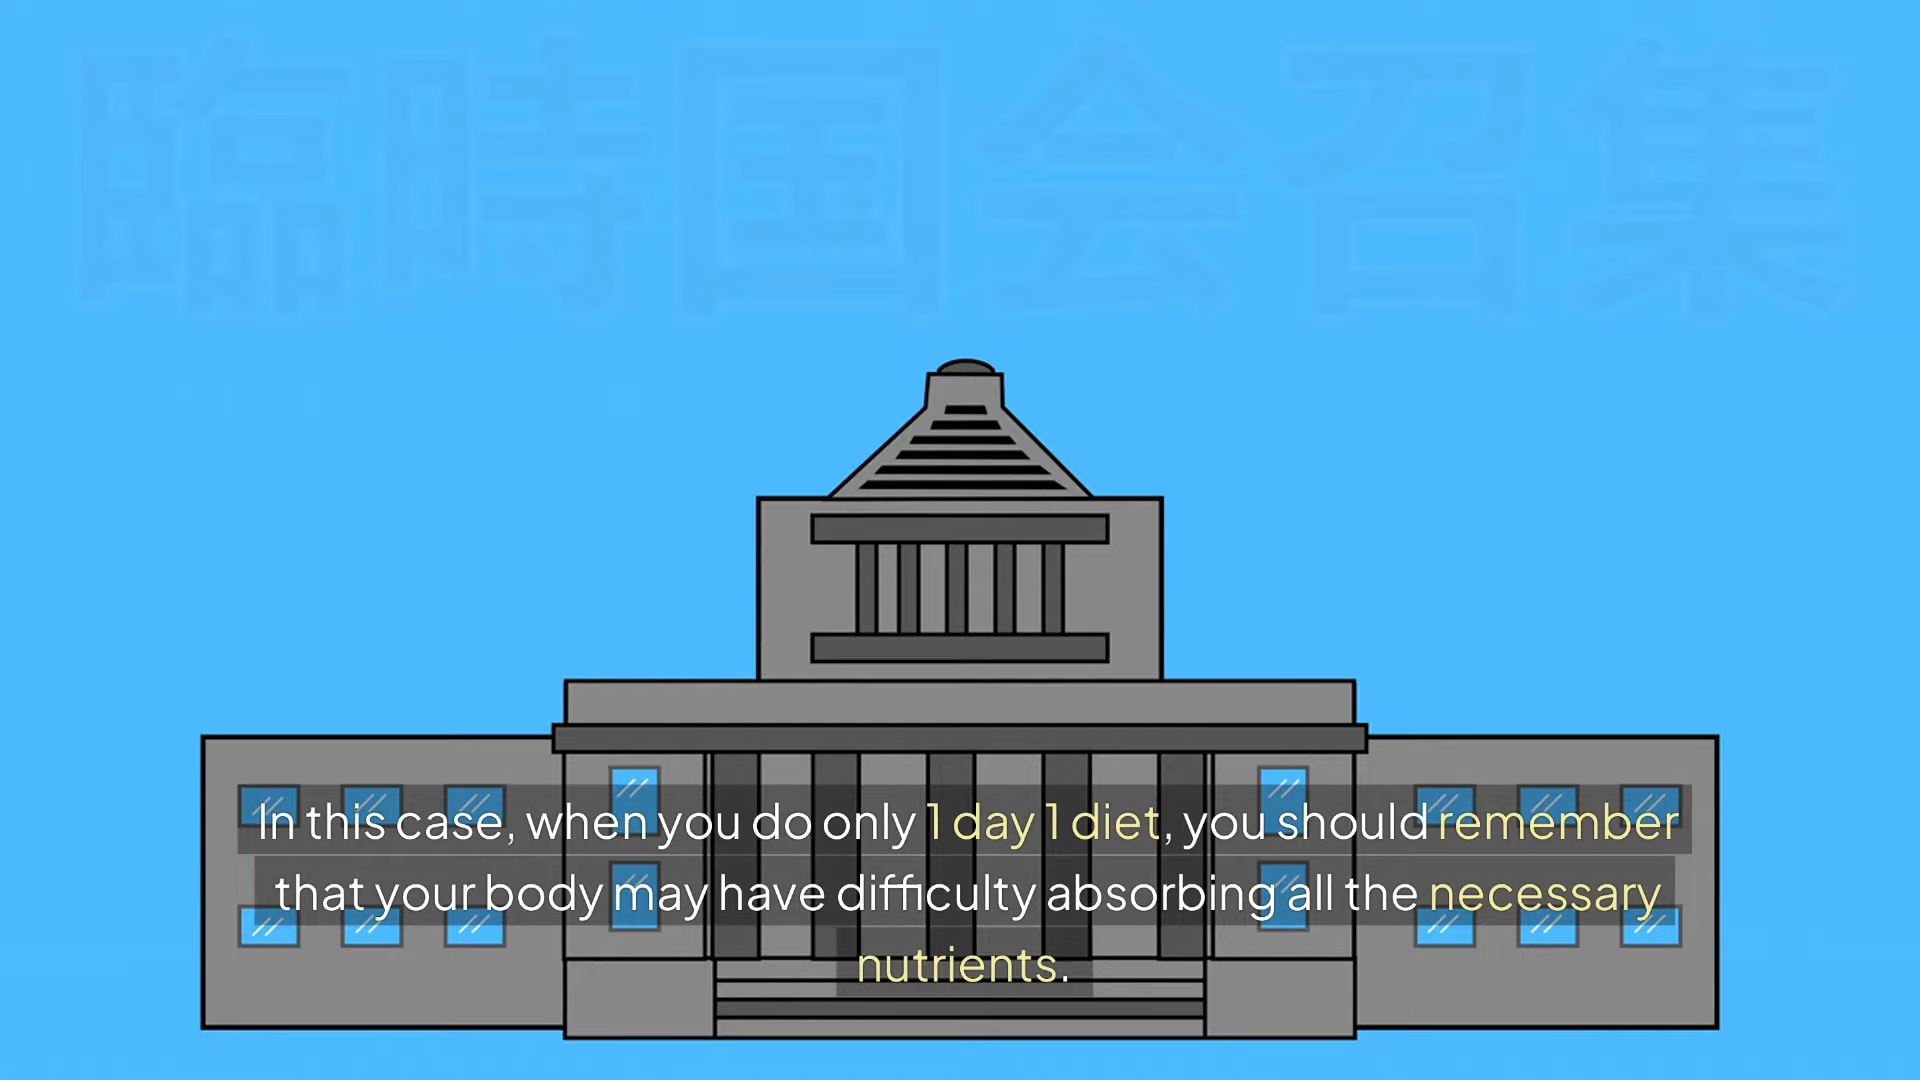 臨時国会召集
In this case, when you do only 1 day 1 diet, you should remember
that your body may have difficulty absorbing all the necessary
nutrients.